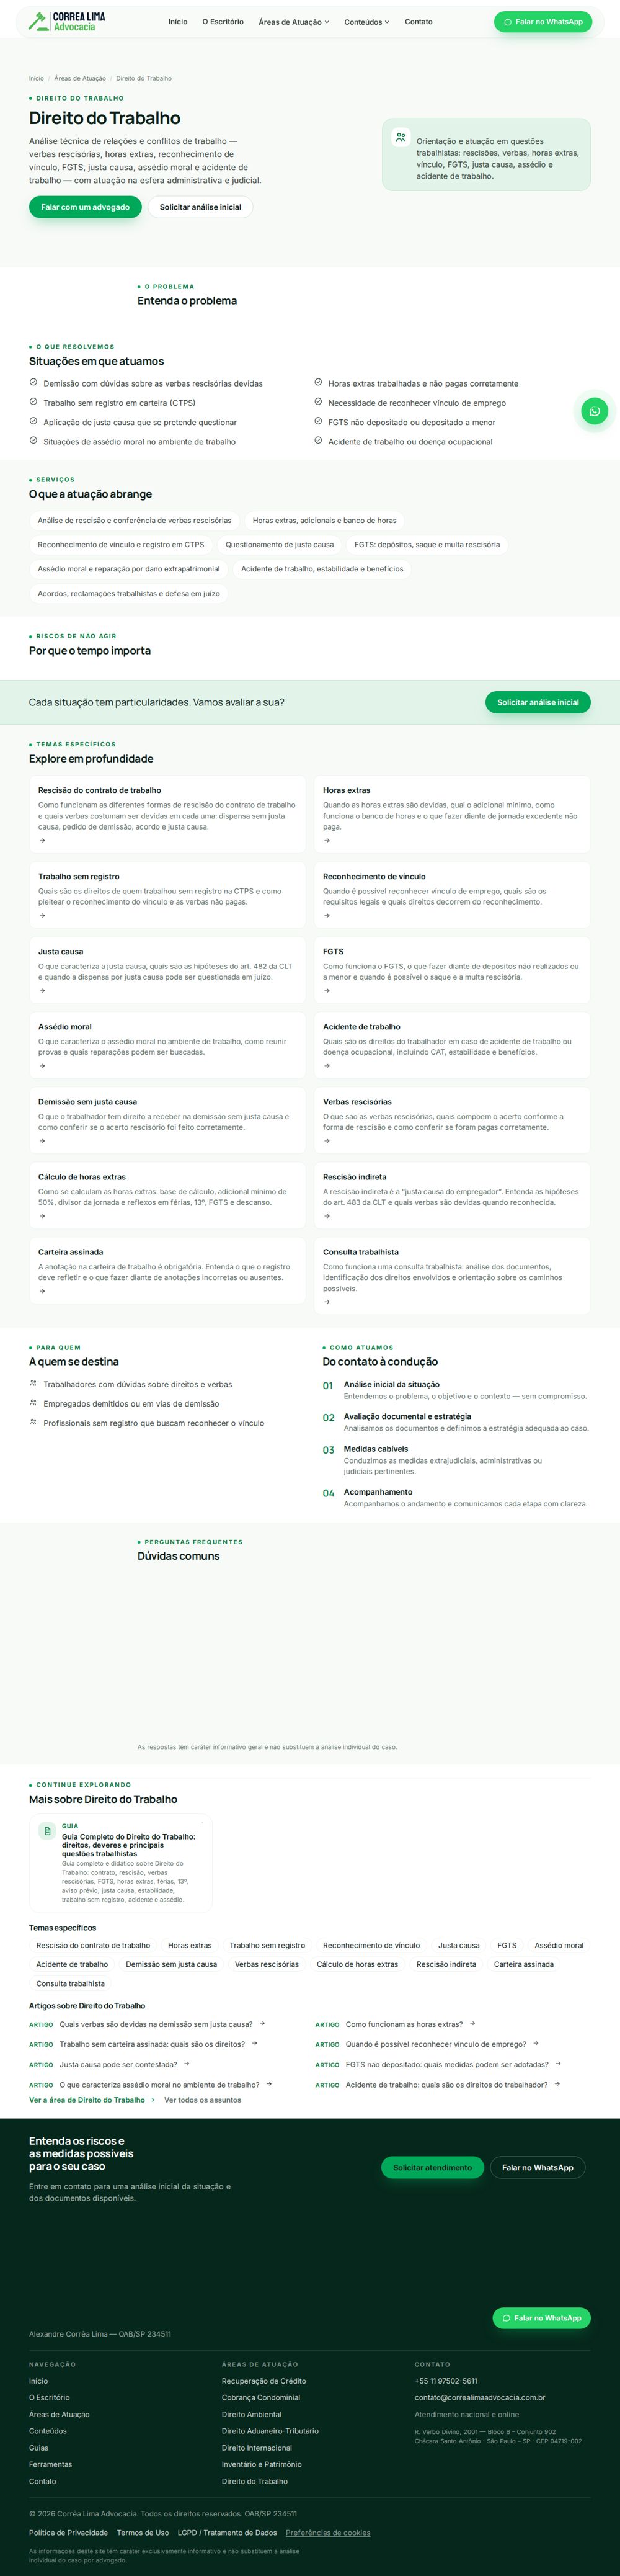 CORREA LIMA
Advocacia
Início
O Escritório
Áreas de Atuação
Conteúdos
Contato
Falar no WhatsApp
Início / Áreas de Atuação / Direito do Trabalho
DIREITO DO TRABALHO
Direito do Trabalho
Análise técnica de relações e conflitos de trabalho —
verbas rescisórias, horas extras, reconhecimento de
vínculo, FGTS, justa causa, assédio moral e acidente de
trabalho — com atuação na esfera administrativa e judicial.
Falar com um advogado
Solicitar análise inicial
Orientação e atuação em questões
trabalhistas: rescisões, verbas, horas extras,
vínculo, FGTS, justa causa, assédio e
acidente de trabalho.
O PROBLEMA
Entenda o problema
O QUE RESOLVEMOS
Situações em que atuamos
Demissão com dúvidas sobre as verbas rescisórias devidas
Horas extras trabalhadas e não pagas corretamente
Trabalho sem registro em carteira (CTPS)
Necessidade de reconhecer vínculo de emprego
Aplicação de justa causa que se pretende questionar
FGTS não depositado ou depositado a menor
Situações de assédio moral no ambiente de trabalho
Acidente de trabalho ou doença ocupacional
SERVIÇOS
O que a atuação abrange
Análise de rescisão e conferência de verbas rescisórias
Horas extras, adicionais e banco de horas
Reconhecimento de vínculo e registro em CTPS
Questionamento de justa causa
FGTS: depósitos, saque e multa rescisória
Assédio moral e reparação por dano extrapatrimonial
Acidente de trabalho, estabilidade e benefícios
Acordos, reclamações trabalhistas e defesa em juízo
RISCOS DE NÃO AGIR
Por que o tempo importa
Cada situação tem particularidades. Vamos avaliar a sua?
Solicitar análise inicial
TEMAS ESPECÍFICOS
Explore em profundidade
Rescisão do contrato de trabalho
Como funcionam as diferentes formas de rescisão do contrato de trabalho
e quais verbas costumam ser devidas em cada uma: dispensa sem justa
causa, pedido de demissão, acordo e justa causa.
→
Horas extras
Quando as horas extras são devidas, qual o adicional mínimo, como
funciona o banco de horas e o que fazer diante de jornada excedente não
paga.
→
Trabalho sem registro
Quais são os direitos de quem trabalhou sem registro na CTPS e como
pleitear o reconhecimento do vínculo e as verbas não pagas.
→
Reconhecimento de vínculo
Quando é possível reconhecer vínculo de emprego, quais são os
requisitos legais e quais direitos decorrem do reconhecimento.
→
Justa causa
O que caracteriza a justa causa, quais são as hipóteses do art. 482 da CLT
e quando a dispensa por justa causa pode ser questionada em juízo.
→
FGTS
Como funciona o FGTS, o que fazer diante de depósitos não realizados ou
a menor e quando é possível o saque e a multa rescisória.
→
Assédio moral
O que caracteriza o assédio moral no ambiente de trabalho, como reunir
provas e quais reparações podem ser buscadas.
→
Acidente de trabalho
Quais são os direitos do trabalhador em caso de acidente de trabalho ou
doença ocupacional, incluindo CAT, estabilidade e benefícios.
→
Demissão sem justa causa
O que o trabalhador tem direito a receber na demissão sem justa causa e
como conferir se o acerto rescisório foi feito corretamente.
→
Verbas rescisórias
O que são as verbas rescisórias, quais compõem o acerto conforme a
forma de rescisão e como conferir se foram pagas corretamente.
→
Cálculo de horas extras
Como se calculam as horas extras: base de cálculo, adicional mínimo de
50%, divisor da jornada e reflexos em férias, 13º, FGTS e descanso.
→
Rescisão indireta
A rescisão indireta é a “justa causa do empregador”. Entenda as hipóteses
do art. 483 da CLT e quais verbas são devidas quando reconhecida.
→
Carteira assinada
A anotação na carteira de trabalho é obrigatória. Entenda o que o registro
deve refletir e o que fazer diante de anotações incorretas ou ausentes.
→
Consulta trabalhista
Como funciona uma consulta trabalhista: análise dos documentos,
identificação dos direitos envolvidos e orientação sobre os caminhos
possíveis.
→
PARA QUEM
A quem se destina
Trabalhadores com dúvidas sobre direitos e verbas
Empregados demitidos ou em vias de demissão
Profissionais sem registro que buscam reconhecer o vínculo
COMO ATUAMOS
Do contato à condução
01 Análise inicial da situação
Entendemos o problema, o objetivo e o contexto — sem compromisso.
02 Avaliação documental e estratégia
Analisamos os documentos e definimos a estratégia adequada ao caso.
03 Medidas cabíveis
Conduzimos as medidas extrajudiciais, administrativas ou
judiciais pertinentes.
04 Acompanhamento
Acompanhamos o andamento e comunicamos cada etapa com clareza.
PERGUNTAS FREQUENTES
Dúvidas comuns
As respostas têm caráter informativo geral e não substituem a análise individual do caso.
CONTINUE EXPLORANDO
Mais sobre Direito do Trabalho
GUIA
Guia Completo do Direito do Trabalho:
direitos, deveres e principais
questões trabalhistas
Guia completo e didático sobre Direito do
Trabalho: contrato, rescisão, verbas
rescisórias, FGTS, horas extras, férias, 13º,
aviso prévio, justa causa, estabilidade,
trabalho sem registro, acidente e assédio.
Temas específicos
Rescisão do contrato de trabalho
Horas extras
Trabalho sem registro
Reconhecimento de vínculo
Justa causa
FGTS
Assédio moral
Acidente de trabalho
Demissão sem justa causa
Verbas rescisórias
Cálculo de horas extras
Rescisão indireta
Carteira assinada
Consulta trabalhista
Artigos sobre Direito do Trabalho
ARTIGO Quais verbas são devidas na demissão sem justa causa? →
ARTIGO Como funcionam as horas extras? →
ARTIGO Trabalho sem carteira assinada: quais são os direitos? →
ARTIGO Quando é possível reconhecer vínculo de emprego? →
ARTIGO Justa causa pode ser contestada? →
ARTIGO FGTS não depositado: quais medidas podem ser adotadas? →
ARTIGO O que caracteriza assédio moral no ambiente de trabalho? →
ARTIGO Acidente de trabalho: quais são os direitos do trabalhador? →
Ver a área de Direito do Trabalho →
Ver todos os assuntos
Entenda os riscos e
as medidas possíveis
para o seu caso
Entre em contato para uma análise inicial da situação e
dos documentos disponíveis.
Solicitar atendimento
Falar no WhatsApp
Falar no WhatsApp
Alexandre Corrêa Lima — OAB/SP 234511
NAVEGAÇÃO
Início
O Escritório
Áreas de Atuação
Conteúdos
Guias
Ferramentas
Contato
ÁREAS DE ATUAÇÃO
Recuperação de Crédito
Cobrança Condominial
Direito Ambiental
Direito Aduaneiro-Tributário
Direito Internacional
Inventário e Patrimônio
Direito do Trabalho
CONTATO
+55 11 97502-5611
contato@correalimaadvocacia.com.br
Atendimento nacional e online
R. Verbo Divino, 2001 — Bloco B – Conjunto 902
Chácara Santo Antônio · São Paulo – SP · CEP 04719-002
© 2026 Corrêa Lima Advocacia. Todos os direitos reservados. OAB/SP 234511
Política de Privacidade
Termos de Uso
LGPD / Tratamento de Dados
Preferências de cookies
As informações deste site têm caráter exclusivamente informativo e não substituem a análise
individual do caso por advogado.